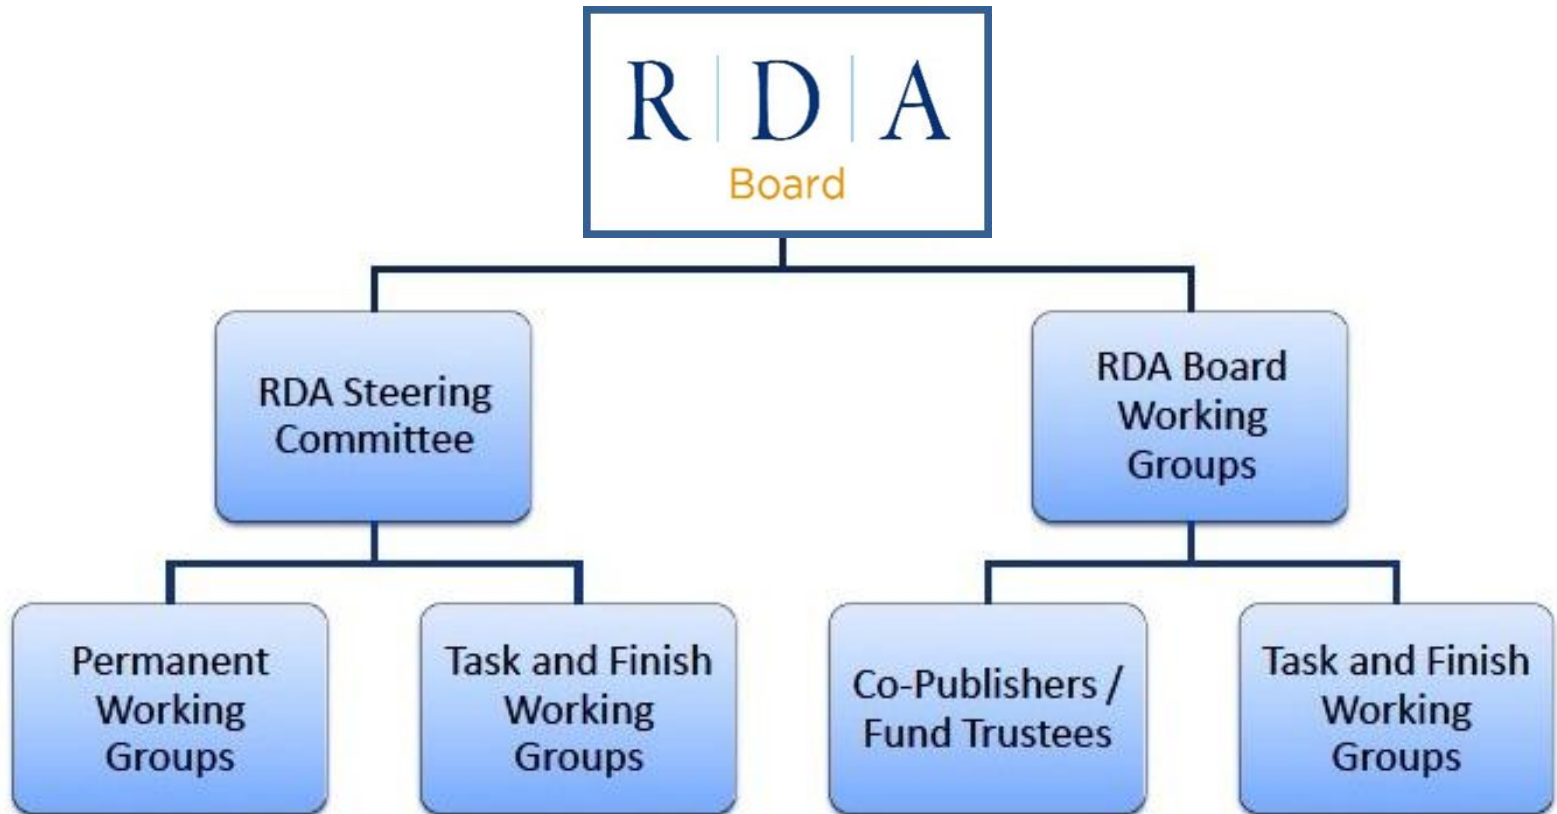 R | D | A
Board
RDA Steering
Committee
RDA Board
Working
Groups
Permanent
Working
Groups
Task and Finish
Working
Groups
Co-Publishers /
Fund Trustees
Task and Finish
Working
Groups